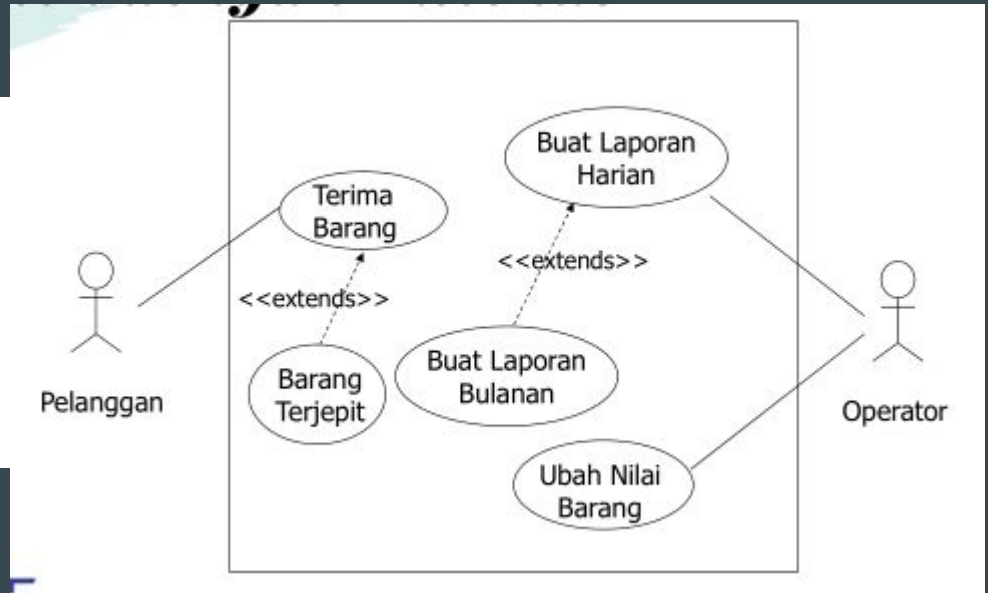 Buat Laporan
Harian
Terima
Barang
<<extends>>
<<extends>>
Barang
Terjepit
Buat Laporan
Bulanan
Pelanggan
Operator
Ubah Nilai
Barang